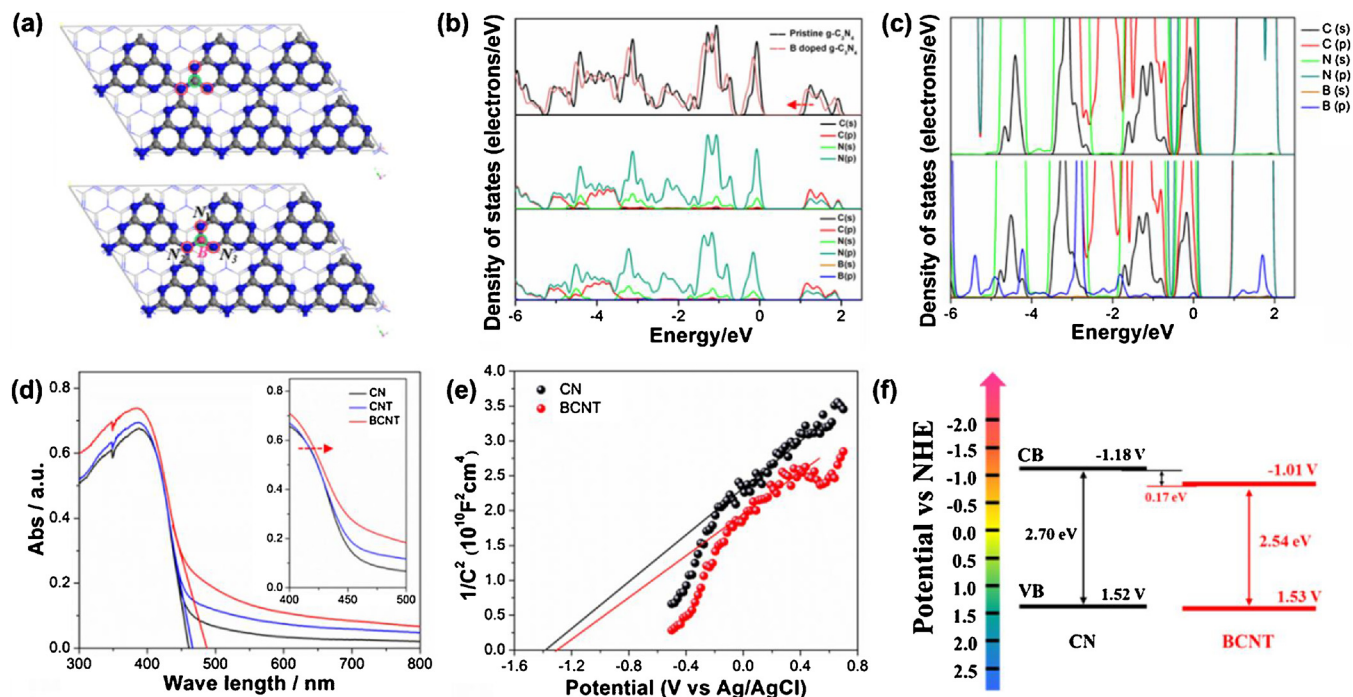 (a)
N₁
N₂ B N₃
(b)
Density of states (electrons/eV)
Pristine g-C₃N₄
B doped g-C₃N₄
C(s)
C(p)
N(s)
N(p)
C(s)
C(p)
N(s)
N(p)
B(s)
B(p)
-6 -4 -2 0 2
Energy/eV
(c)
Density of states (electrons/eV)
C (s)
C (p)
N (s)
N (p)
B (s)
B (p)
-6 -5 -4 -3 -2 -1 0 1 2
Energy/eV
(d)
Abs / a.u.
0.8
0.6
0.4
0.2
0.0
300 400 500 600 700 800
Wave length / nm
CN
CNT
BCNT
0.8
0.6
0.4
0.2
0.0
400 450 500
(e)
1/C² (10¹⁰F²cm⁴)
4.0
3.5
3.0
2.5
2.0
1.5
1.0
0.5
0.0
CN
BCNT
-1.6 -1.2 -0.8 -0.4 0.0 0.4 0.8
Potential (V vs Ag/AgCl)
(f)
Potential vs NHE
-2.0
-1.5
-1.0
-0.5
0.0
0.5
1.0
1.5
2.0
2.5
CB -1.18 V
-1.01 V
0.17 eV
2.70 eV
2.54 eV
VB 1.52 V
1.53 V
CN
BCNT